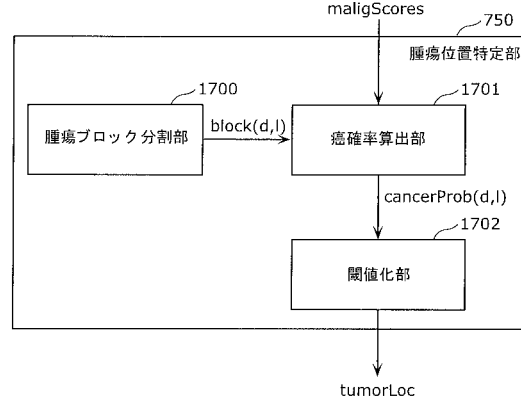 maligScores
750
腫瘍位置特定部
1700
1701
腫瘍ブロック分割部
block(d,l)
癌確率算出部
cancerProb(d,l)
1702
閾値化部
tumorLoc